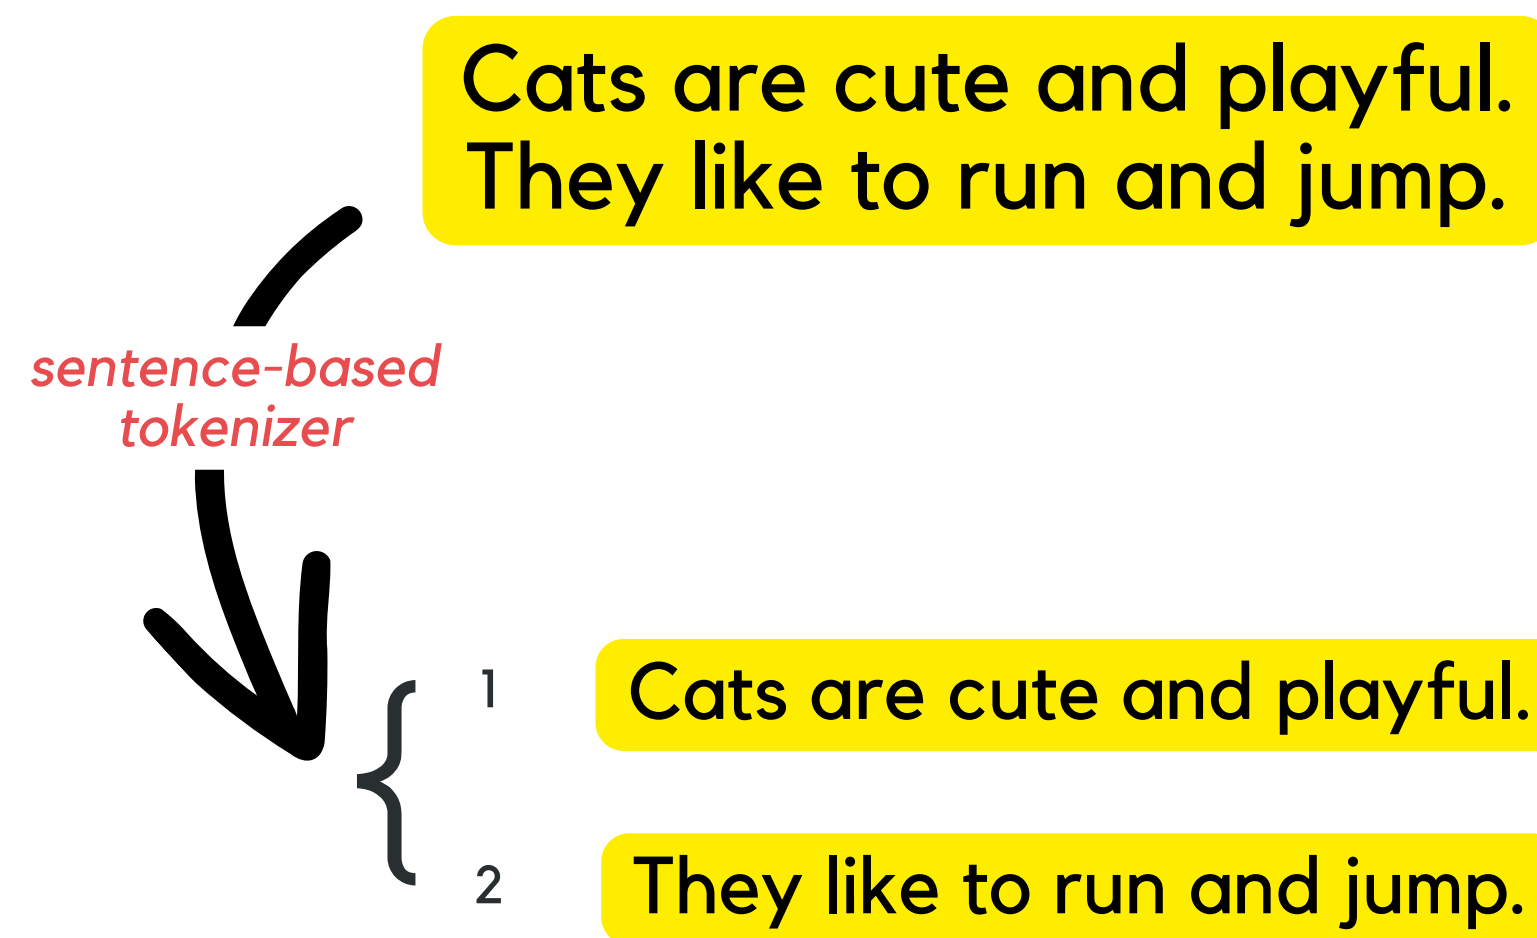 Cats are cute and playful.
They like to run and jump.
sentence-based
tokenizer
1
Cats are cute and playful.
2
They like to run and jump.